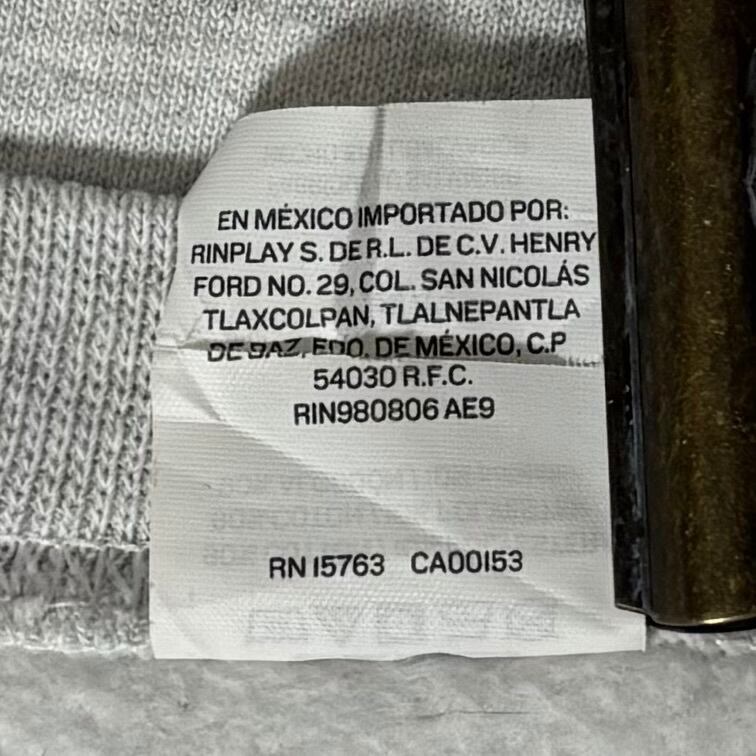 EN MÉXICO IMPORTADO POR:
RINPLAY S. DE R.L. DE C.V. HENRY
FORD NO. 29, COL. SAN NICOLÁS
TLAXCOLPAN, TLALNEPANTLA
DE BAZ, EDO. DE MÉXICO, C.P
54030 R.F.C.
RIN980806 AE9
RN 15763 CA00153